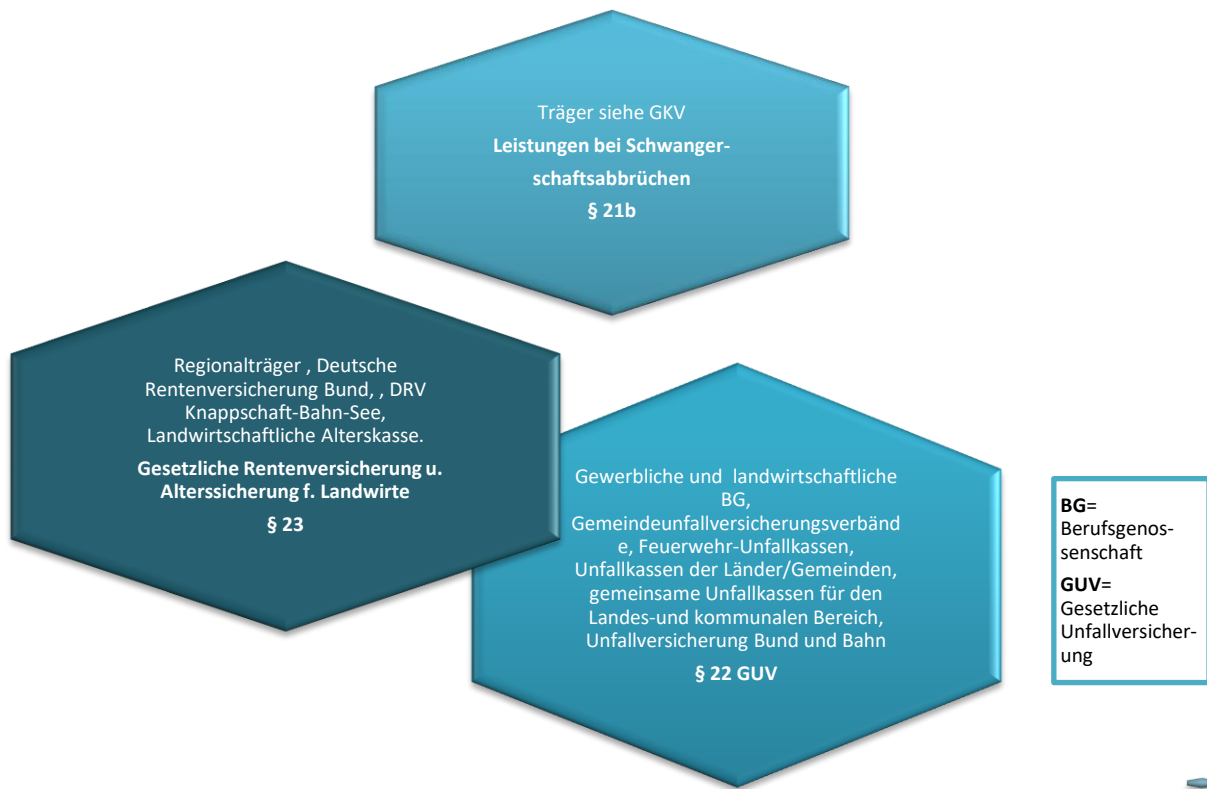 Träger siehe GKV
Leistungen bei Schwanger-
schaftsabbrüchen
§ 21b
Regionalträger , Deutsche
Rentenversicherung Bund, , DRV
Knappschaft-Bahn-See,
Landwirtschaftliche Alterskasse.
Gesetzliche Rentenversicherung u.
Alterssicherung f. Landwirte
§ 23
Gewerbliche und landwirtschaftliche
BG,
Gemeindeunfallversicherungsverbänd
e, Feuerwehr-Unfallkassen,
Unfallkassen der Länder/Gemeinden,
gemeinsame Unfallkassen für den
Landes-und kommunalen Bereich,
Unfallversicherung Bund und Bahn
§ 22 GUV
BG=
Berufsgenos-
senschaft
GUV=
Gesetzliche
Unfallversicher-
ung